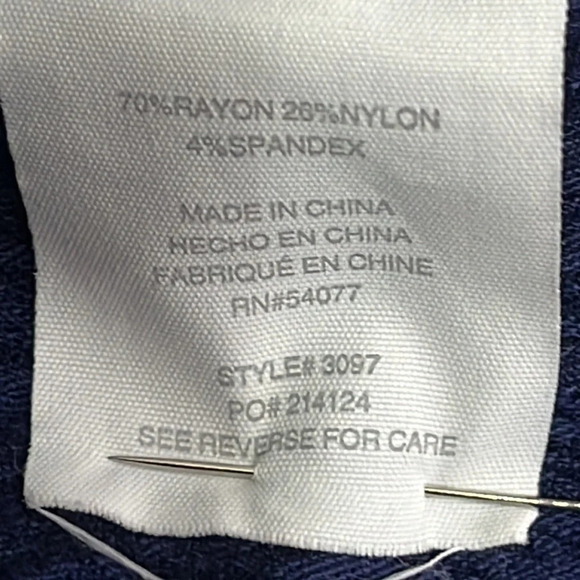 70%RAYON 26%NYLON
4%SPANDEX
MADE IN CHINA
HECHO EN CHINA
FABRIQUÉ EN CHINE
RN#54077
STYLE# 3097
PO# 214124
SEE REVERSE FOR CARE